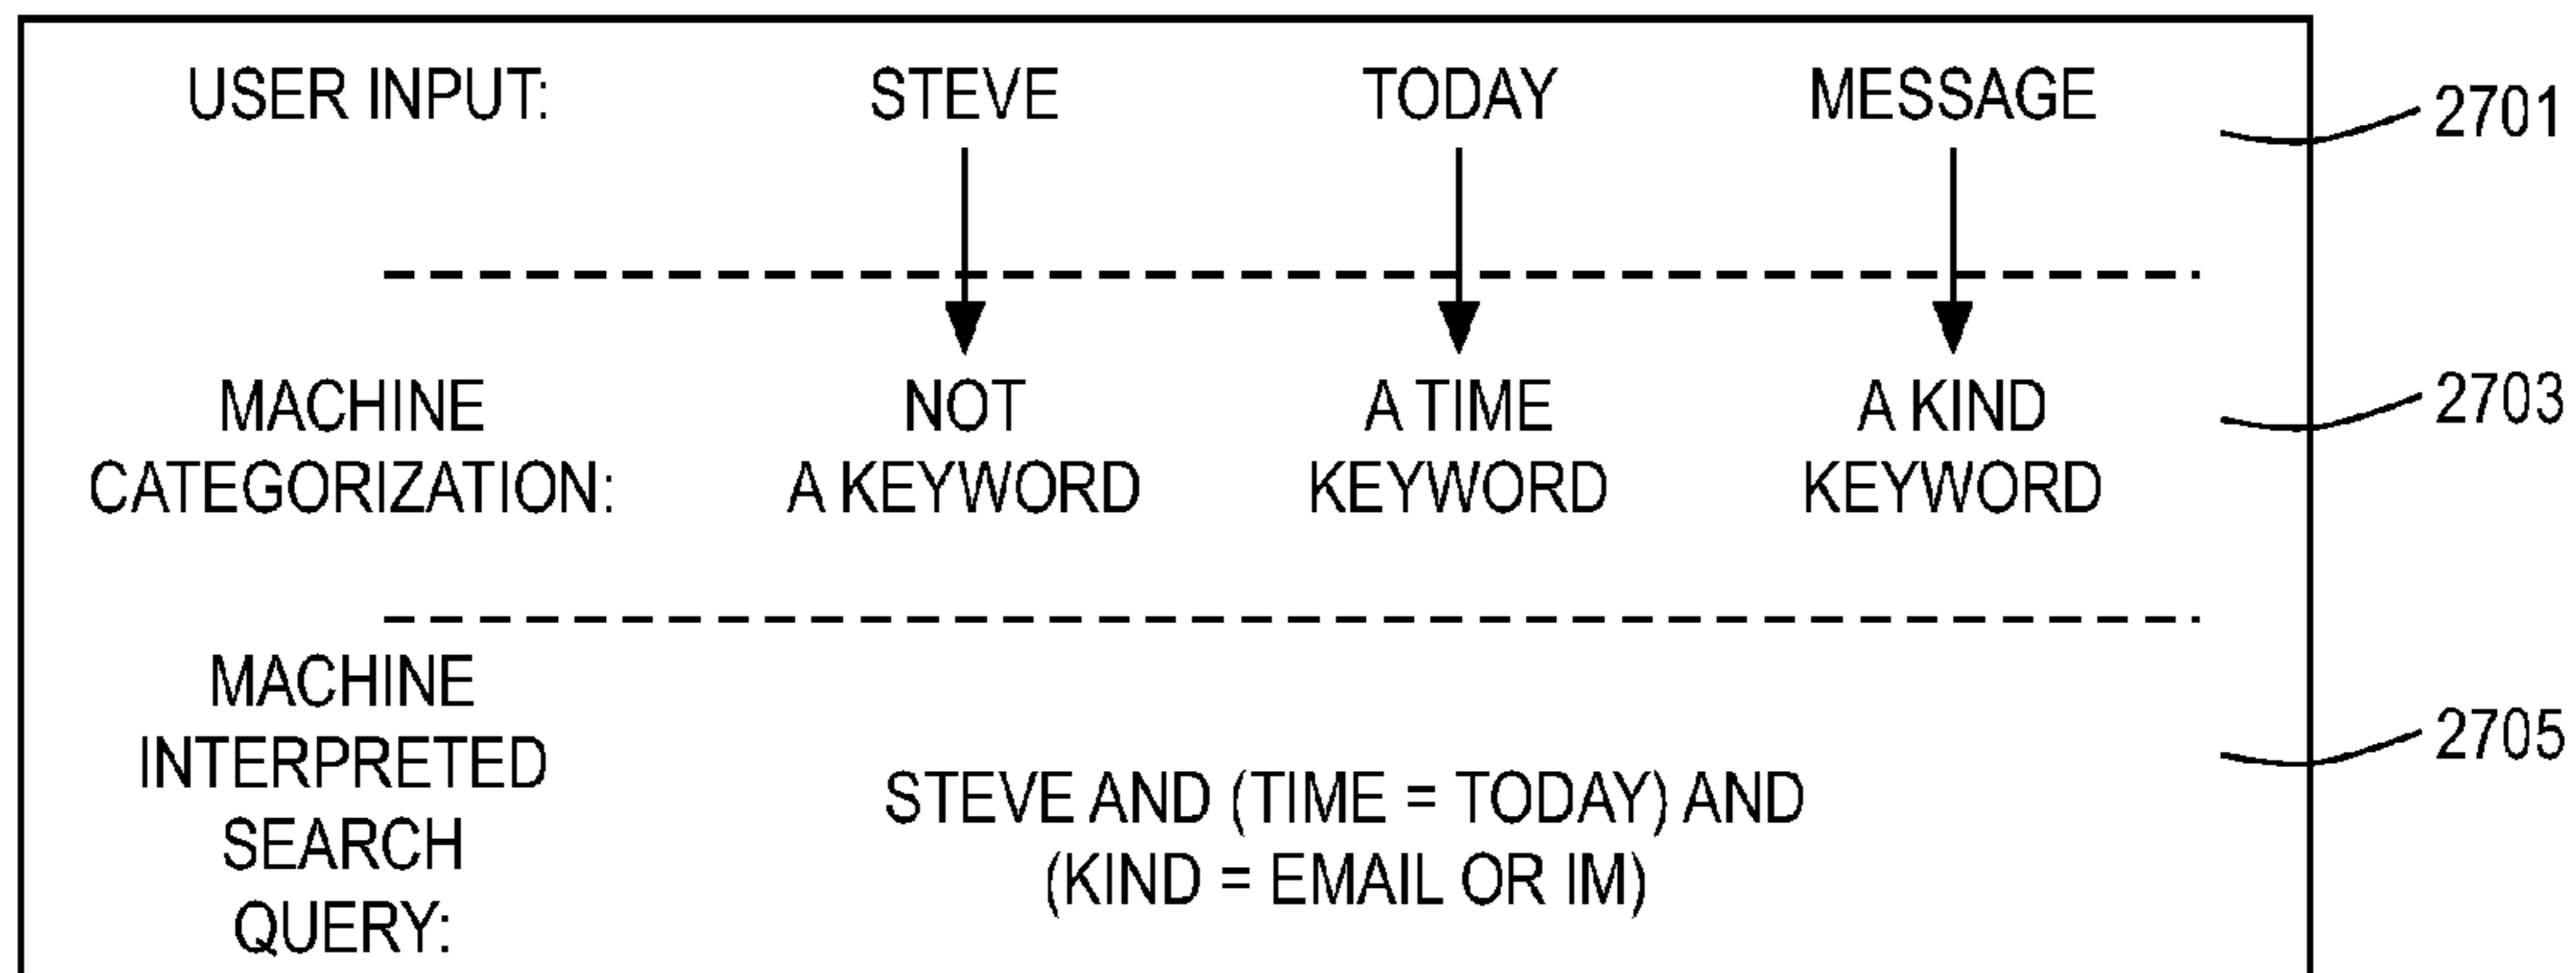 USER INPUT: STEVE TODAY MESSAGE 2701
MACHINE NOT A TIME A KIND 2703
CATEGORIZATION: A KEYWORD KEYWORD KEYWORD
MACHINE
INTERPRETED 2705
SEARCH STEVE AND (TIME = TODAY) AND
QUERY: (KIND = EMAIL OR IM)